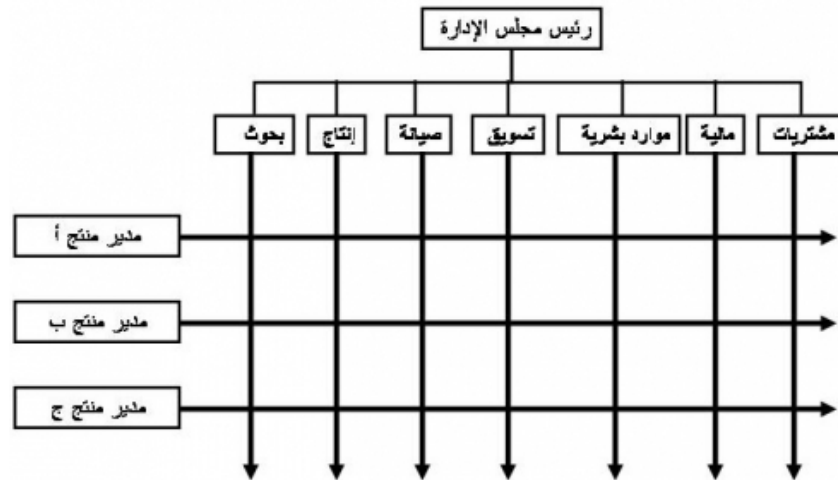 رئيس مجلس الإدارة
مشتريات
مالية
موارد بشرية
تسويق
صيانة
إنتاج
بحوث
مدير منتج أ
مدير منتج ب
مدير منتج ج